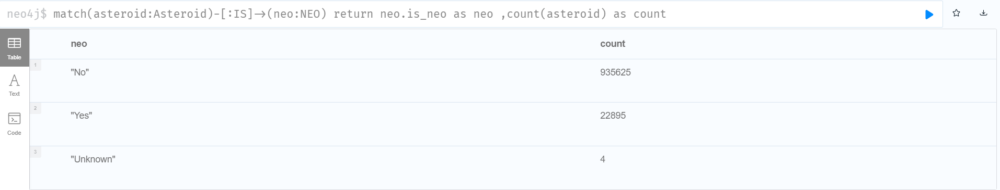 neo4j$ match(asteroid:Asteroid)-[:IS]->(neo:NEO) return neo.is_neo as neo ,count(asteroid) as count
Table
Text
Code
neo count
1 "No" 935625
2 "Yes" 22895
3 "Unknown" 4